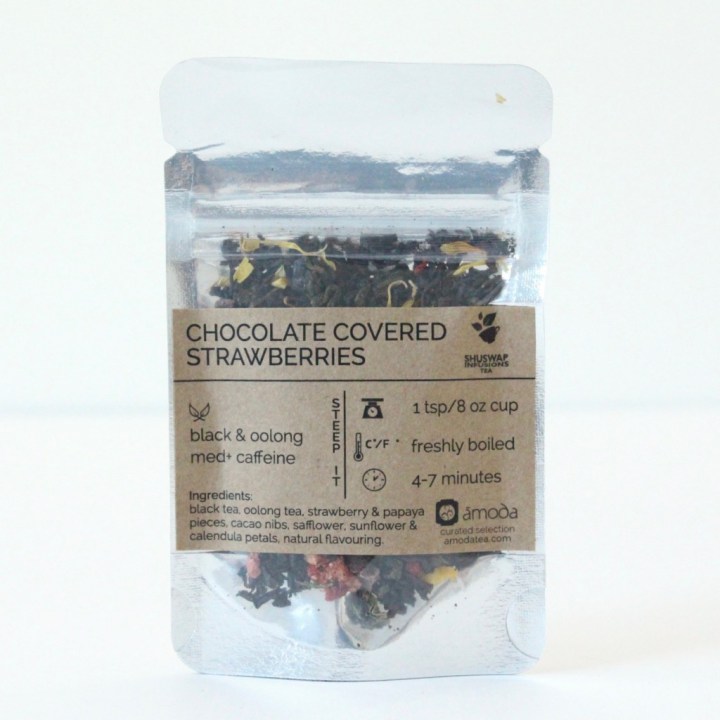 CHOCOLATE COVERED
STRAWBERRIES
SHUSWAP
INFUSIONS
TEA
black & oolong
med+ caffeine
STEEP IT
1 tsp/8 oz cup
C°/F°
freshly boiled
4-7 minutes
Ingredients:
black tea, oolong tea, strawberry & papaya
pieces, cacao nibs, safflower, sunflower &
calendula petals, natural flavouring.
āmoda
curated selection
amodatea.com